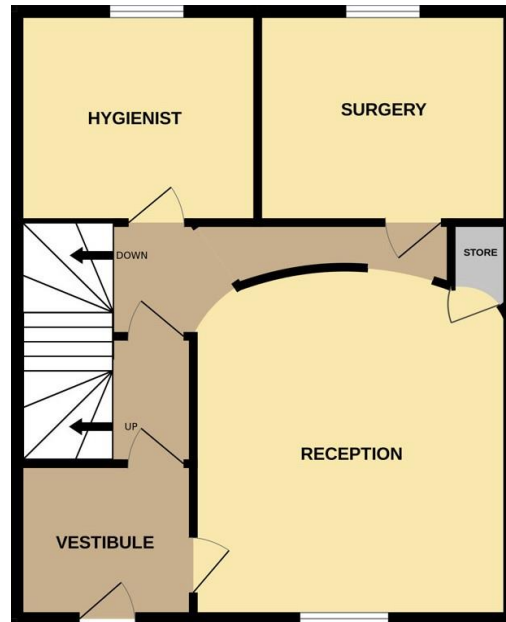 HYGIENIST
SURGERY
DOWN
STORE
UP
RECEPTION
VESTIBULE